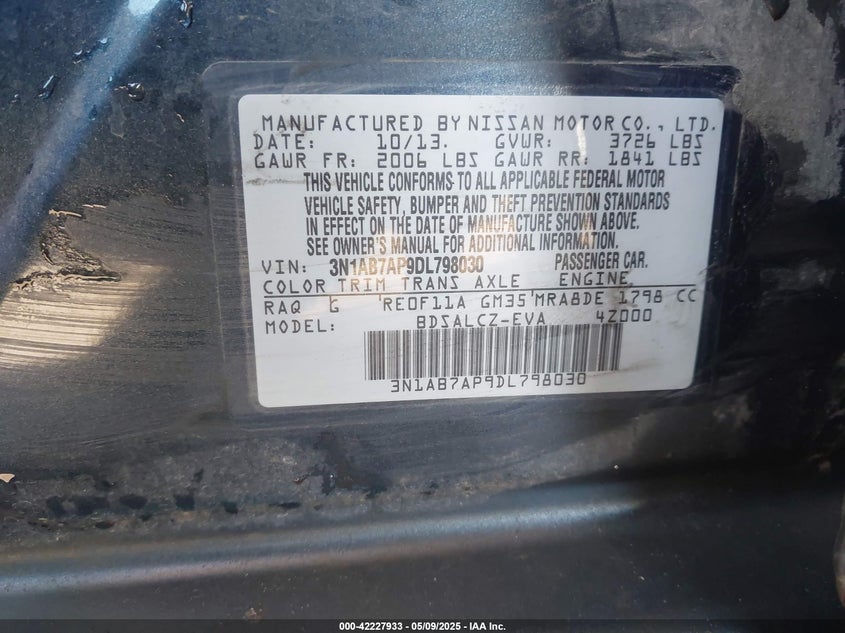 MANUFACTURED BY NISSAN MOTOR CO., LTD.
DATE: 10/13. GVWR: 3726 LBS
GAWR FR: 2006 LBS GAWR RR: 1841 LBS
THIS VEHICLE CONFORMS TO ALL APPLICABLE FEDERAL MOTOR
VEHICLE SAFETY, BUMPER AND THEFT PREVENTION STANDARDS
IN EFFECT ON THE DATE OF MANUFACTURE SHOWN ABOVE.
SEE OWNER'S MANUAL FOR ADDITIONAL INFORMATION.
VIN: 3N1AB7AP9DL798030 PASSENGER CAR.
COLOR TRIM TRANS AXLE ENGINE
RAQ G RE0F11A GM35 MRA8DE 1798 CC
MODEL: BDSALCZ-EVA 4Z000
3N1AB7AP9DL798030
000-42227933 / 05/09/2025 - IAA Inc.